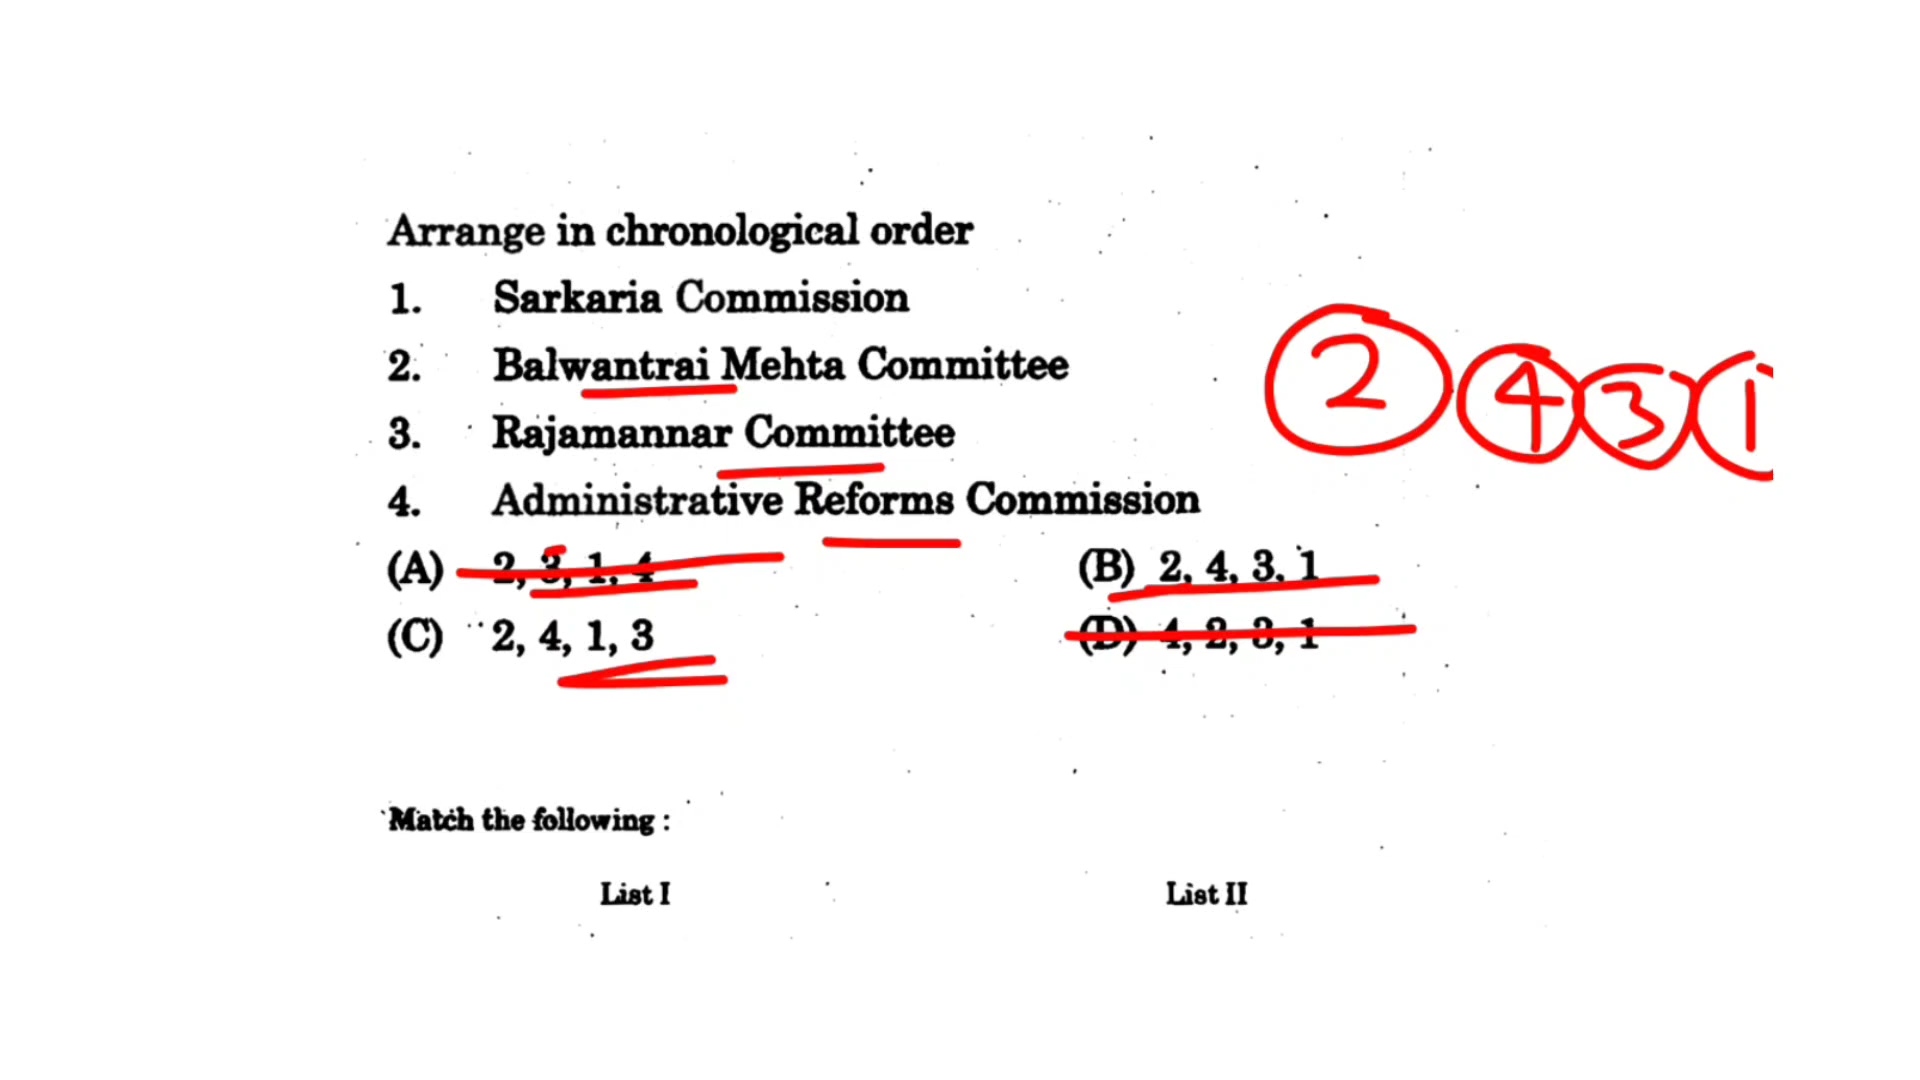 Arrange in chronological order
1. Sarkaria Commission
2. Balwantrai Mehta Committee
3. Rajamannar Committee
4. Administrative Reforms Commission
2 4 3 1
(A) 2, 3, 1, 4 (B) 2, 4, 3, 1
(C) 2, 4, 1, 3 (D) 4, 2, 3, 1
Match the following :
List I List II